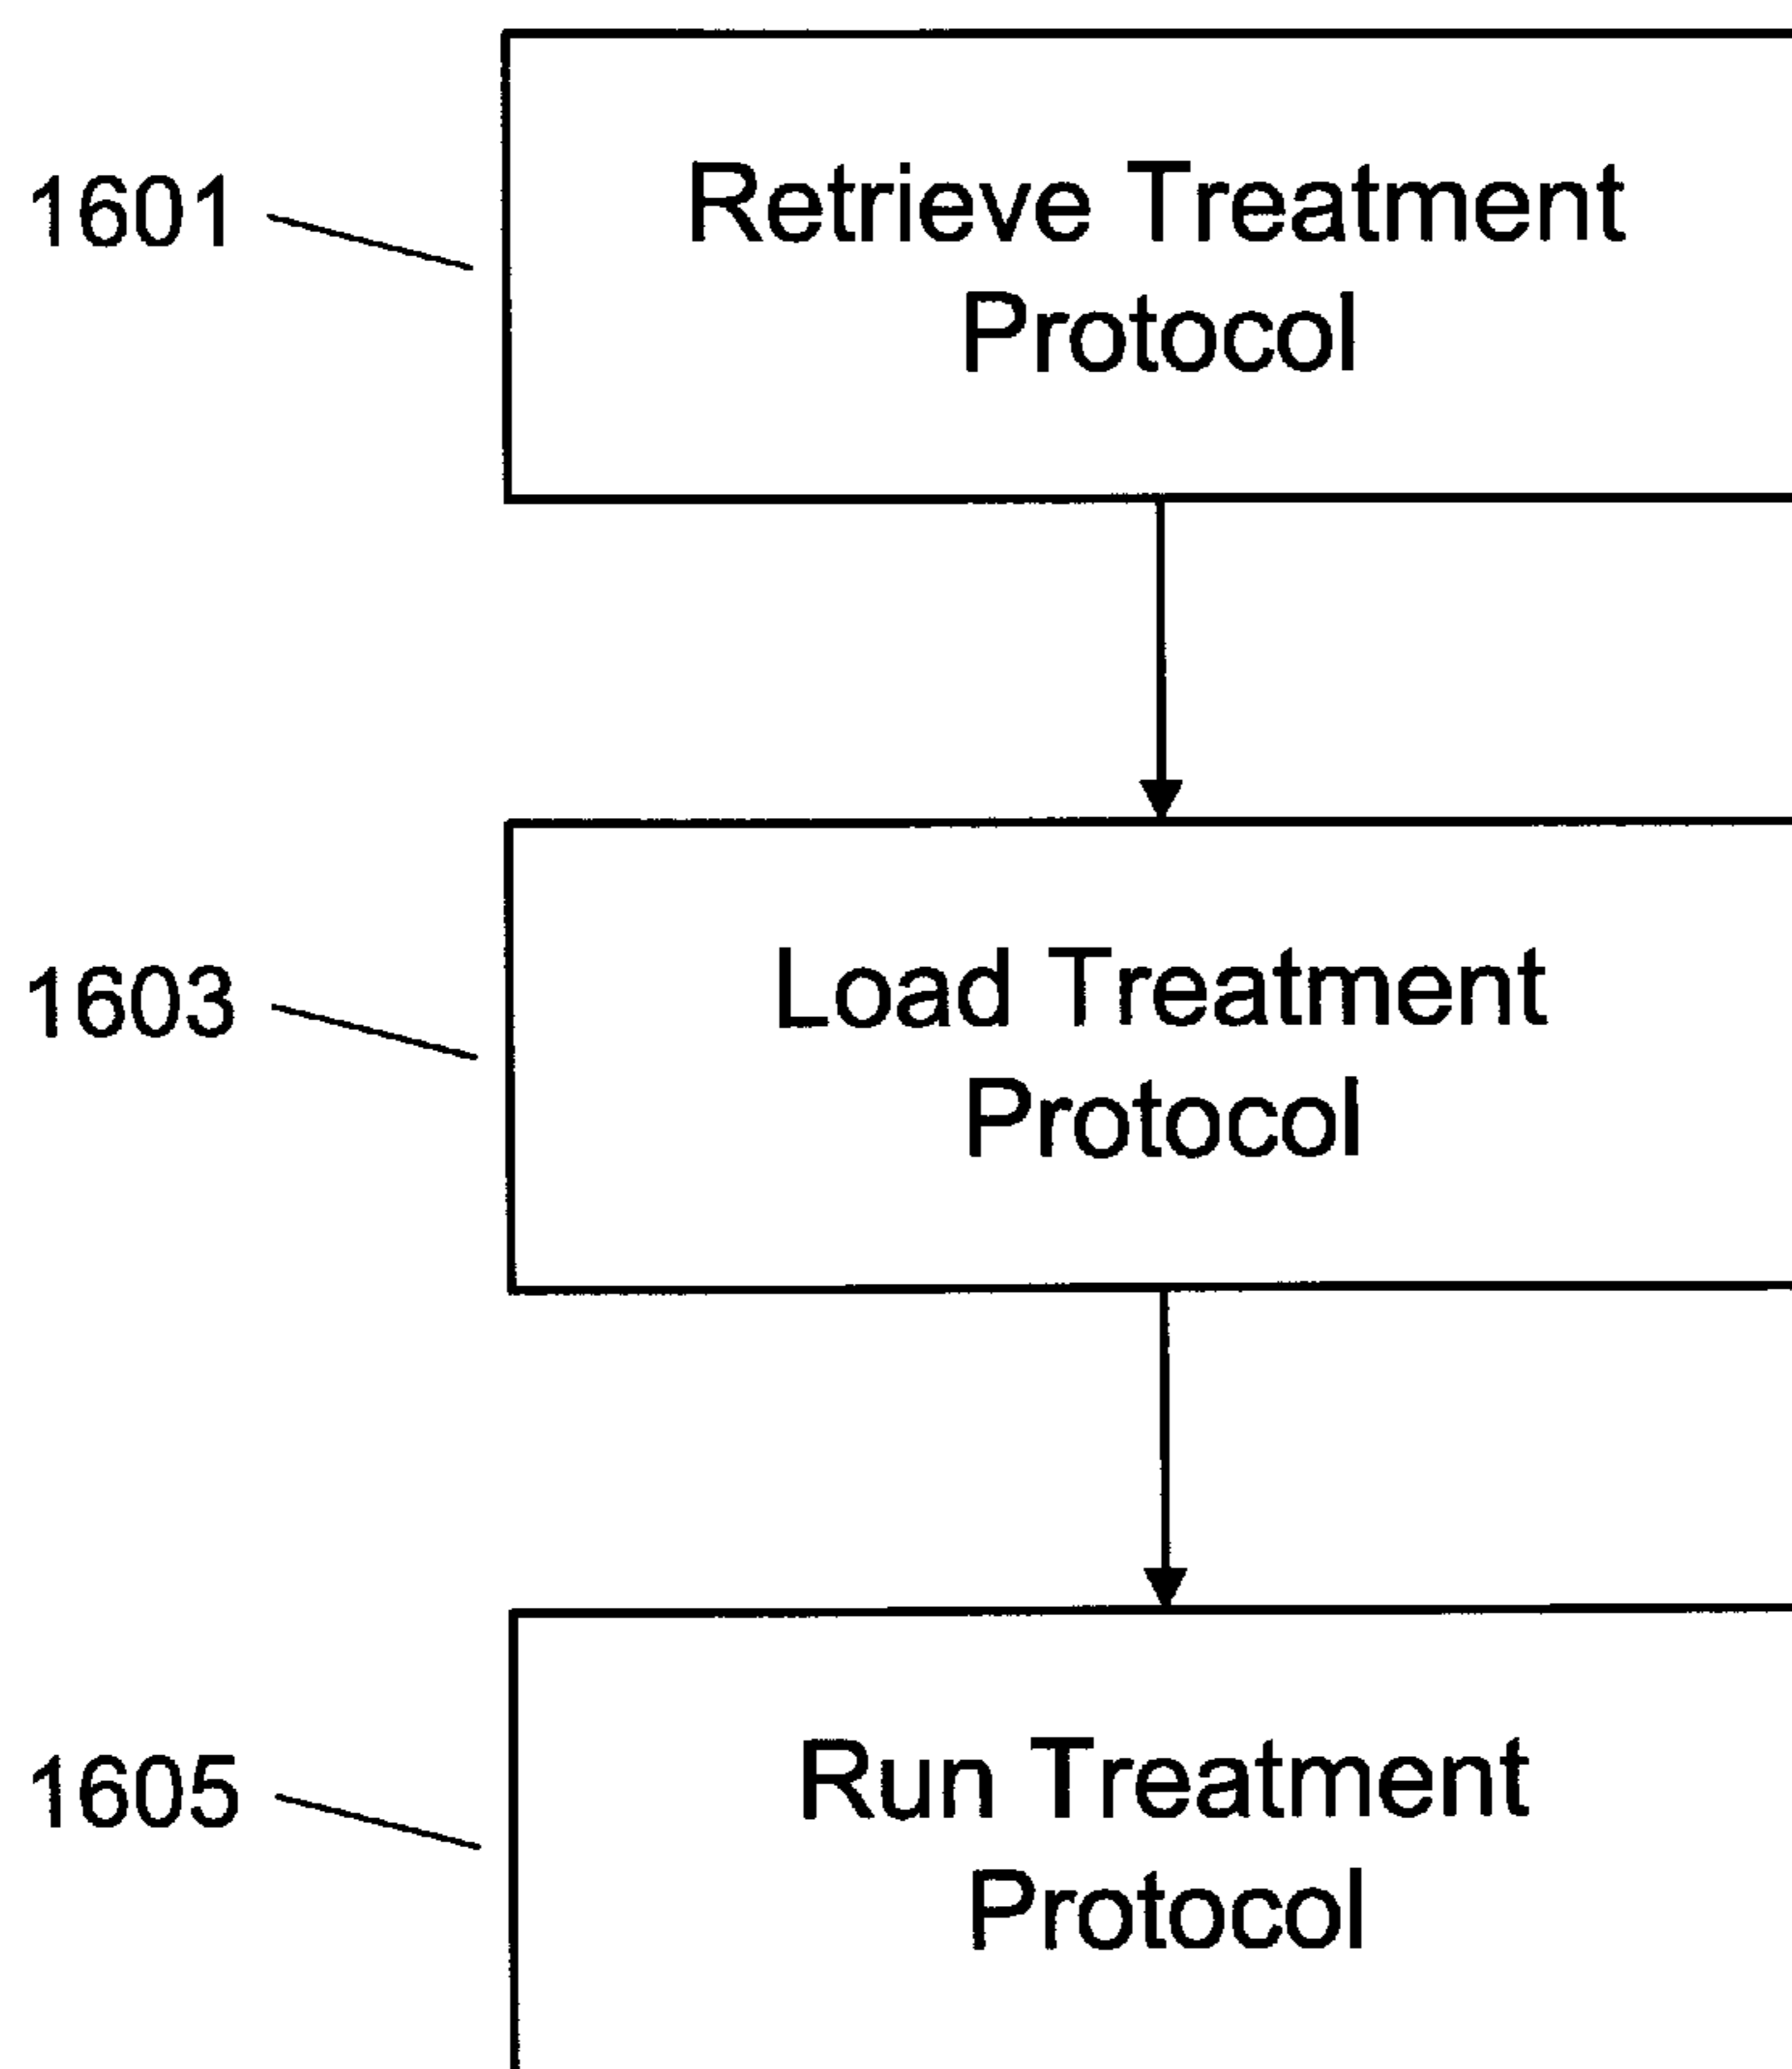 1601
Retrieve Treatment
Protocol
1603
Load Treatment
Protocol
1605
Run Treatment
Protocol